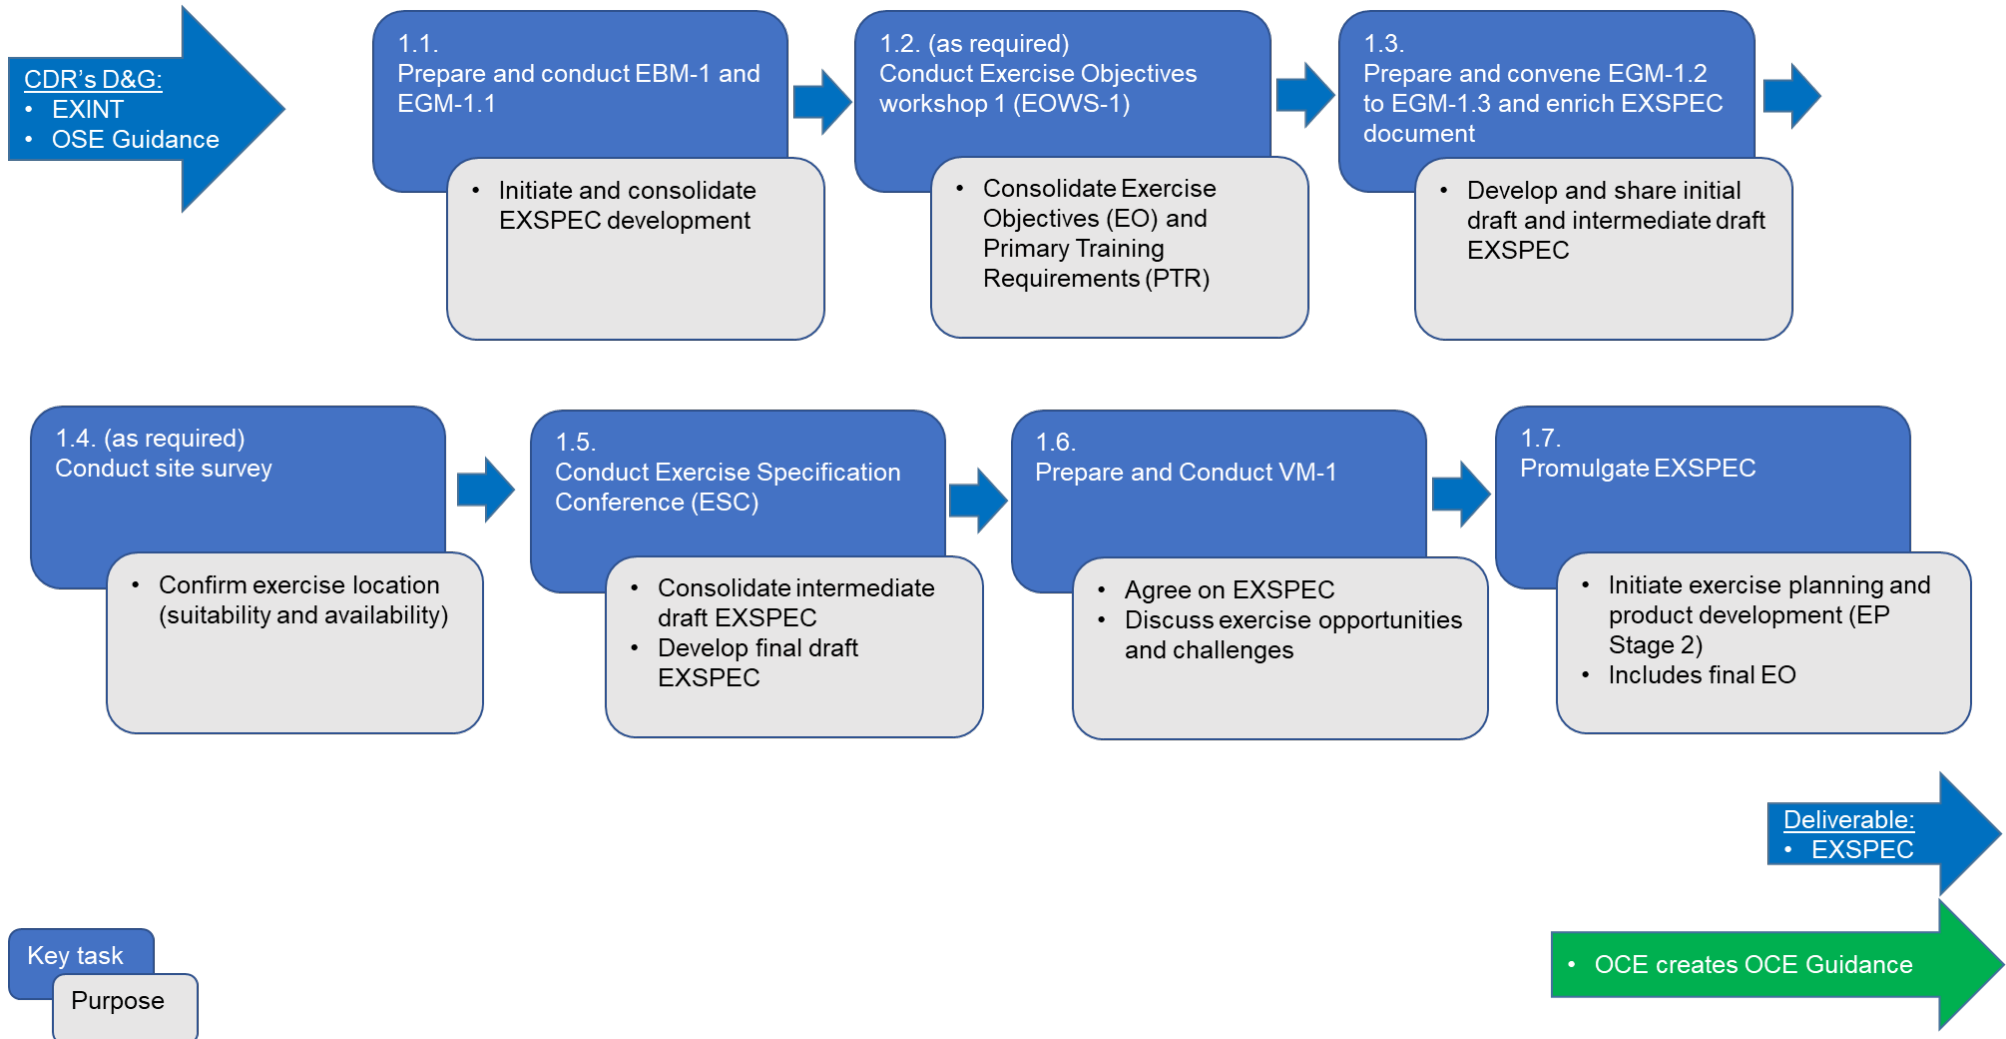 CDR's D&G:
• EXINT
• OSE Guidance
1.1.
Prepare and conduct EBM-1 and
EGM-1.1
• Initiate and consolidate
EXSPEC development
1.2. (as required)
Conduct Exercise Objectives
workshop 1 (EOWS-1)
• Consolidate Exercise
Objectives (EO) and
Primary Training
Requirements (PTR)
1.3.
Prepare and convene EGM-1.2
to EGM-1.3 and enrich EXSPEC
document
• Develop and share initial
draft and intermediate draft
EXSPEC
1.4. (as required)
Conduct site survey
• Confirm exercise location
(suitability and availability)
1.5.
Conduct Exercise Specification
Conference (ESC)
• Consolidate intermediate
draft EXSPEC
• Develop final draft
EXSPEC
1.6.
Prepare and Conduct VM-1
• Agree on EXSPEC
• Discuss exercise opportunities
and challenges
1.7.
Promulgate EXSPEC
• Initiate exercise planning and
product development (EP
Stage 2)
• Includes final EO
Deliverable:
• EXSPEC
• OCE creates OCE Guidance
Key task
Purpose